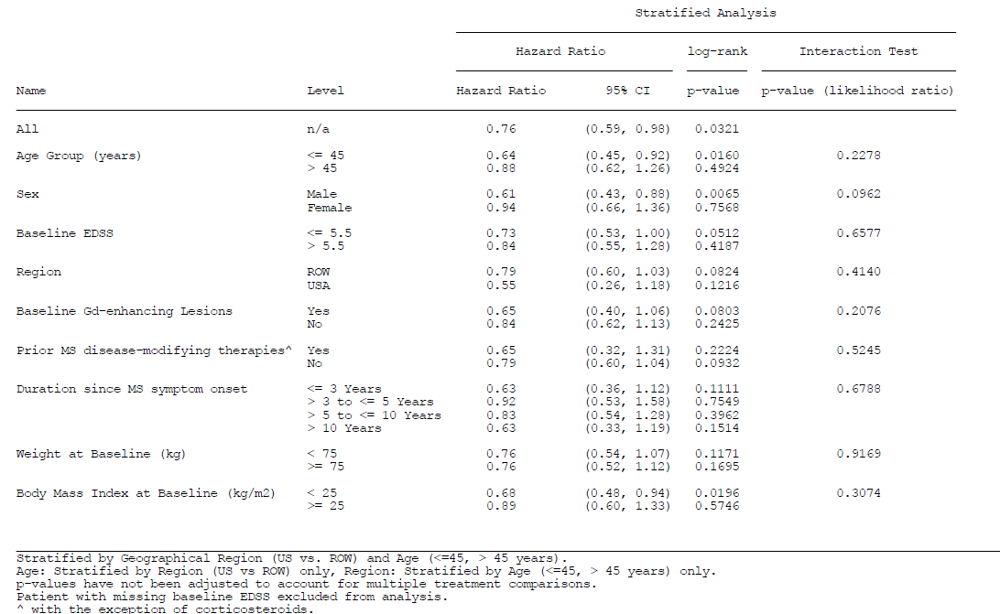 Stratified Analysis
Hazard Ratio log-rank Interaction Test
Name Level Hazard Ratio 95% CI p-value p-value (likelihood ratio)
All n/a 0.76 (0.59, 0.98) 0.0321
Age Group (years) <= 45 0.64 (0.45, 0.92) 0.0160 0.2278
> 45 0.88 (0.62, 1.26) 0.4924
Sex Male 0.61 (0.43, 0.88) 0.0065 0.0962
Female 0.94 (0.66, 1.36) 0.7568
Baseline EDSS <= 5.5 0.73 (0.53, 1.00) 0.0512 0.6577
> 5.5 0.84 (0.55, 1.28) 0.4187
Region ROW 0.79 (0.60, 1.03) 0.0824 0.4140
USA 0.55 (0.26, 1.18) 0.1216
Baseline Gd-enhancing Lesions Yes 0.65 (0.40, 1.06) 0.0803 0.2076
No 0.84 (0.62, 1.13) 0.2425
Prior MS disease-modifying therapies^ Yes 0.65 (0.32, 1.31) 0.2224 0.5245
No 0.79 (0.60, 1.04) 0.0932
Duration since MS symptom onset <= 3 Years 0.63 (0.36, 1.12) 0.1111 0.6788
> 3 to <= 5 Years 0.92 (0.53, 1.58) 0.7549
> 5 to <= 10 Years 0.83 (0.54, 1.28) 0.3962
> 10 Years 0.63 (0.33, 1.19) 0.1514
Weight at Baseline (kg) < 75 0.76 (0.54, 1.07) 0.1171 0.9169
>= 75 0.76 (0.52, 1.12) 0.1695
Body Mass Index at Baseline (kg/m2) < 25 0.68 (0.48, 0.94) 0.0196 0.3074
>= 25 0.89 (0.60, 1.33) 0.5746
Stratified by Geographical Region (US vs. ROW) and Age (<=45, > 45 years).
Age: Stratified by Region (US vs ROW) only, Region: Stratified by Age (<=45, > 45 years) only.
p-values have not been adjusted to account for multiple treatment comparisons.
Patient with missing baseline EDSS excluded from analysis.
^ with the exception of corticosteroids.